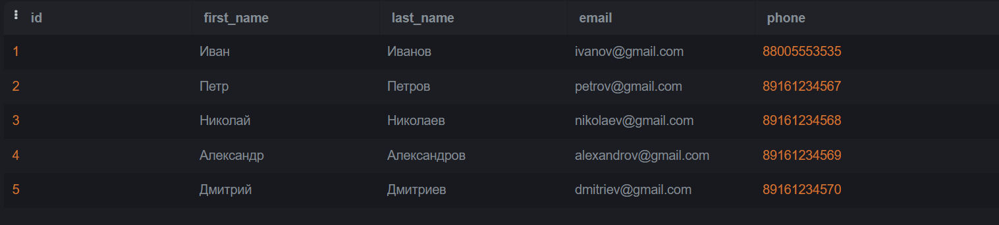 id first_name last_name email phone
1 Иван Иванов ivanov@gmail.com 88005553535
2 Петр Петров petrov@gmail.com 89161234567
3 Николай Николаев nikolaev@gmail.com 89161234568
4 Александр Александров alexandrov@gmail.com 89161234569
5 Дмитрий Дмитриев dmitriev@gmail.com 89161234570